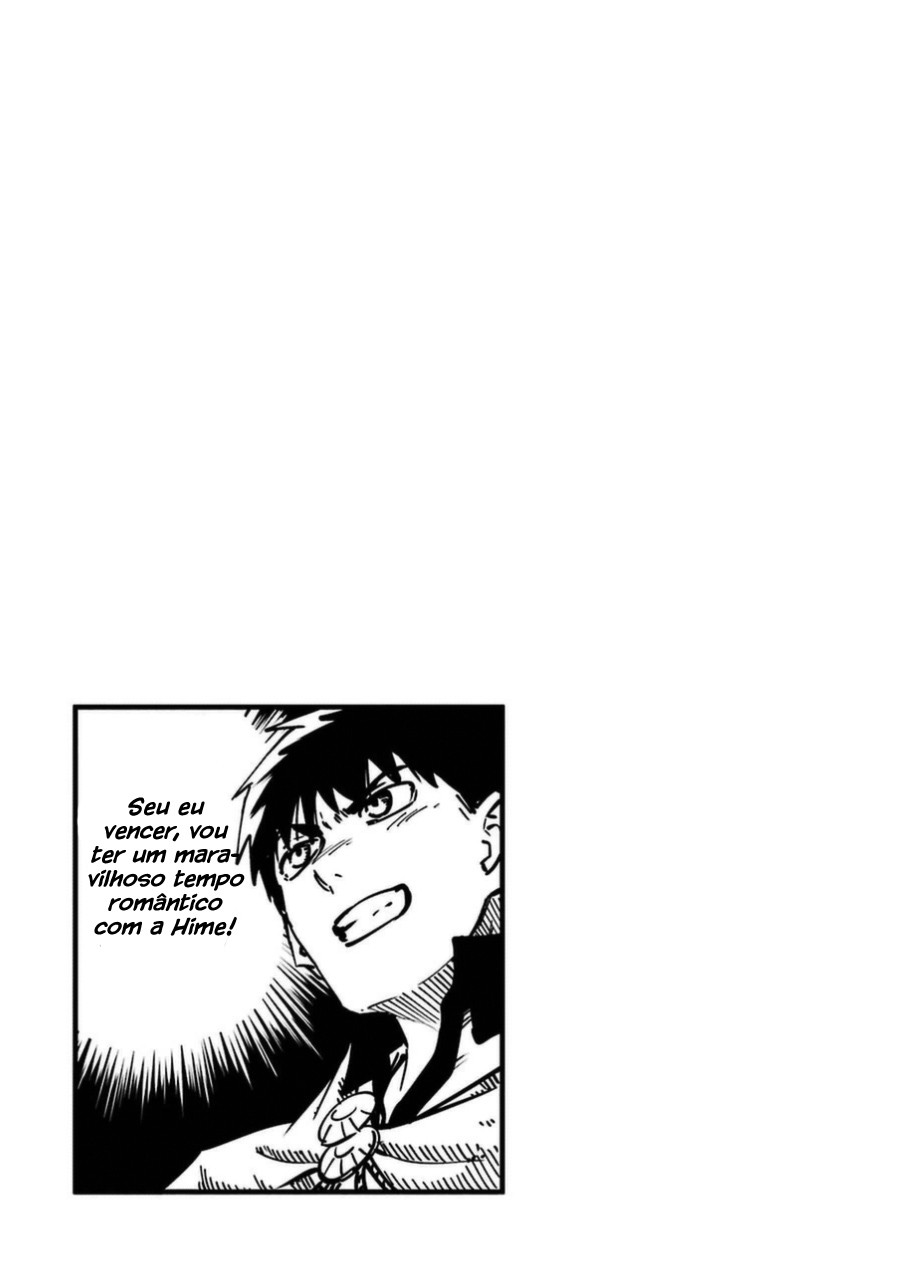 Seu eu
vencer, vou
ter um mara-
vilhoso tempo
romântico
com a Hime!